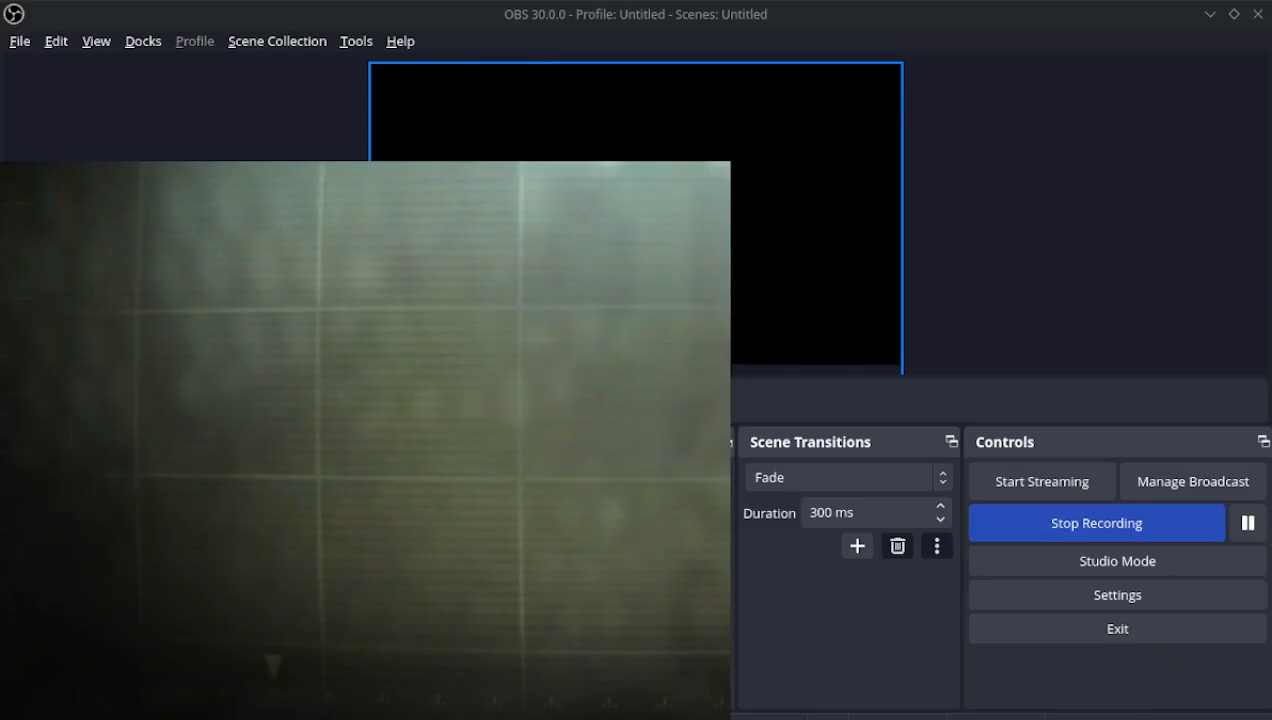 OBS 30.0.0 - Profile: Untitled - Scenes: Untitled
File Edit View Docks Profile Scene Collection Tools Help
Scene Transitions
Fade
Duration 300 ms
Controls
Start Streaming Manage Broadcast
Stop Recording
Studio Mode
Settings
Exit